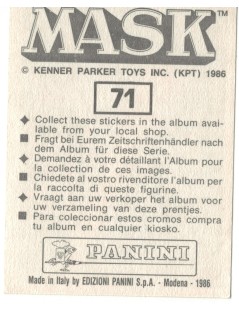 MASK™
© KENNER PARKER TOYS INC. (KPT) 1986
71
◆ Collect these stickers in the album avai-
lable from your local shop.
■ Fragt bei Eurem Zeitschriftenhändler nach
dem Album für diese Serie.
◆ Demandez à votre détaillant l'Album pour
la collection de ces images.
■ Chiedete al vostro rivenditore l'album per
la raccolta di queste figurine.
◆ Vraagt aan uw verkoper het album voor
uw verzameling van deze prentjes.
■ Para coleccionar estos cromos compra
tu album en cualquier kiosko.
PANINI
Made in Italy by EDIZIONI PANINI S.p.A. - Modena - 1986